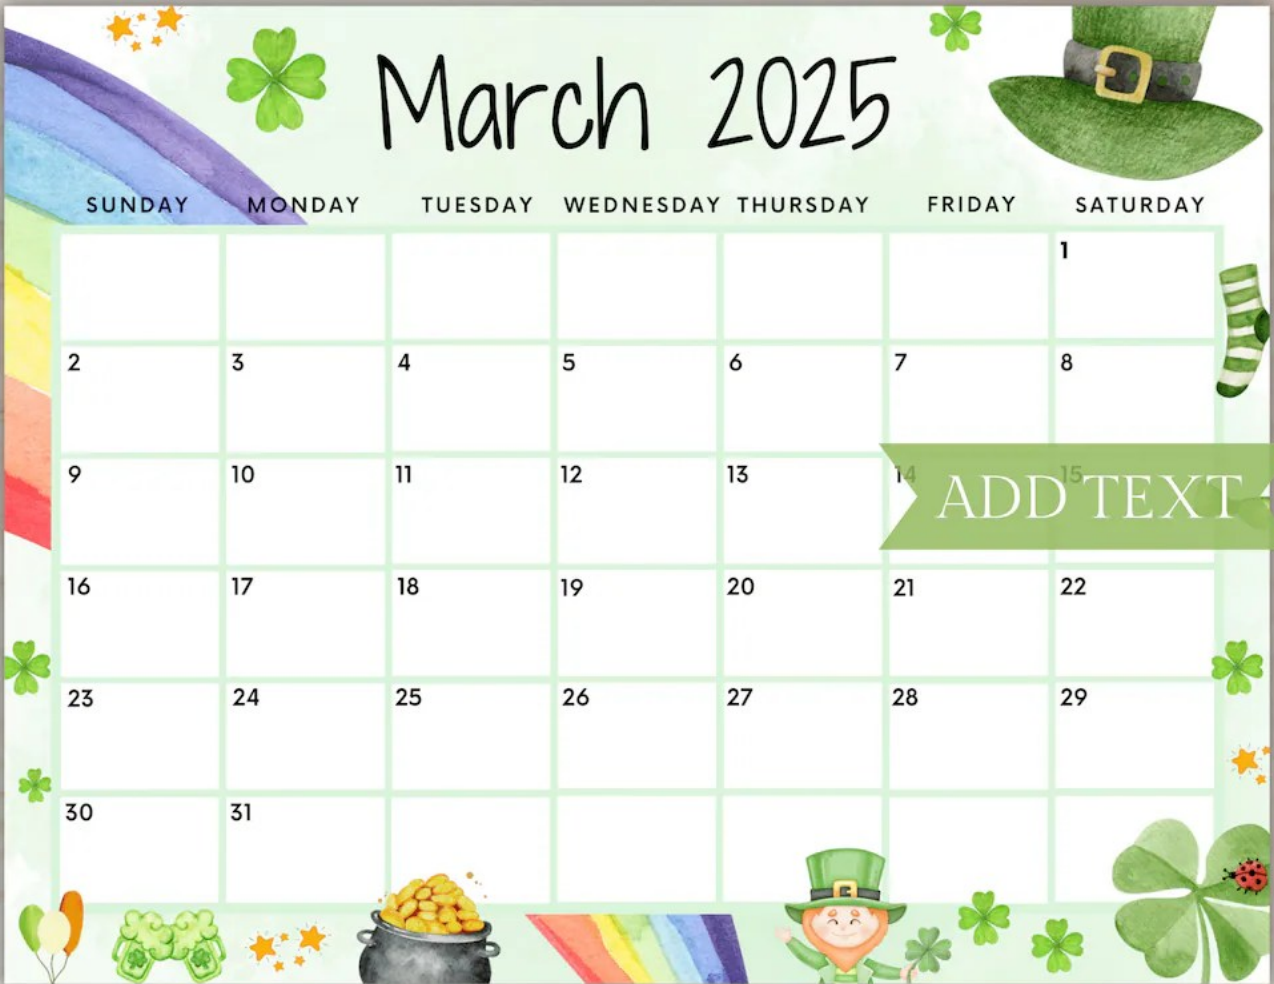 March 2025
SUNDAY MONDAY TUESDAY WEDNESDAY THURSDAY FRIDAY SATURDAY
1
2 3 4 5 6 7 8
9 10 11 12 13 14 15
ADD TEXT
16 17 18 19 20 21 22
23 24 25 26 27 28 29
30 31